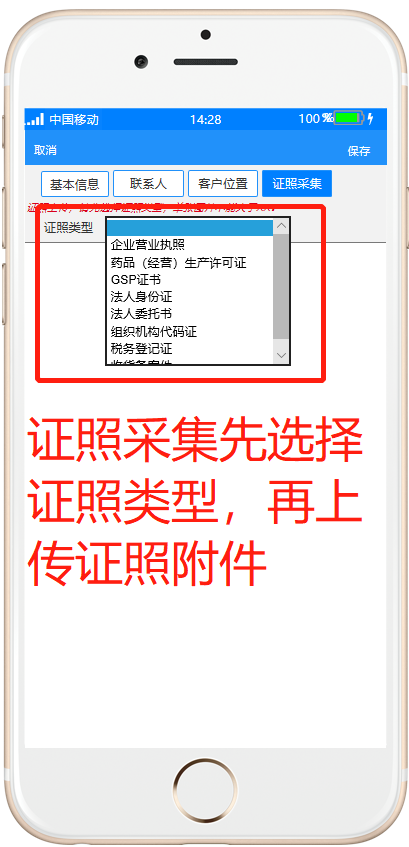 中国移动 14:28 100%
取消 保存
基本信息 联系人 客户位置 证照采集
证照类型
企业营业执照
药品（经营）生产许可证
GSP证书
法人身份证
法人委托书
组织机构代码证
税务登记证
证照采集先选择
证照类型，再上
传证照附件